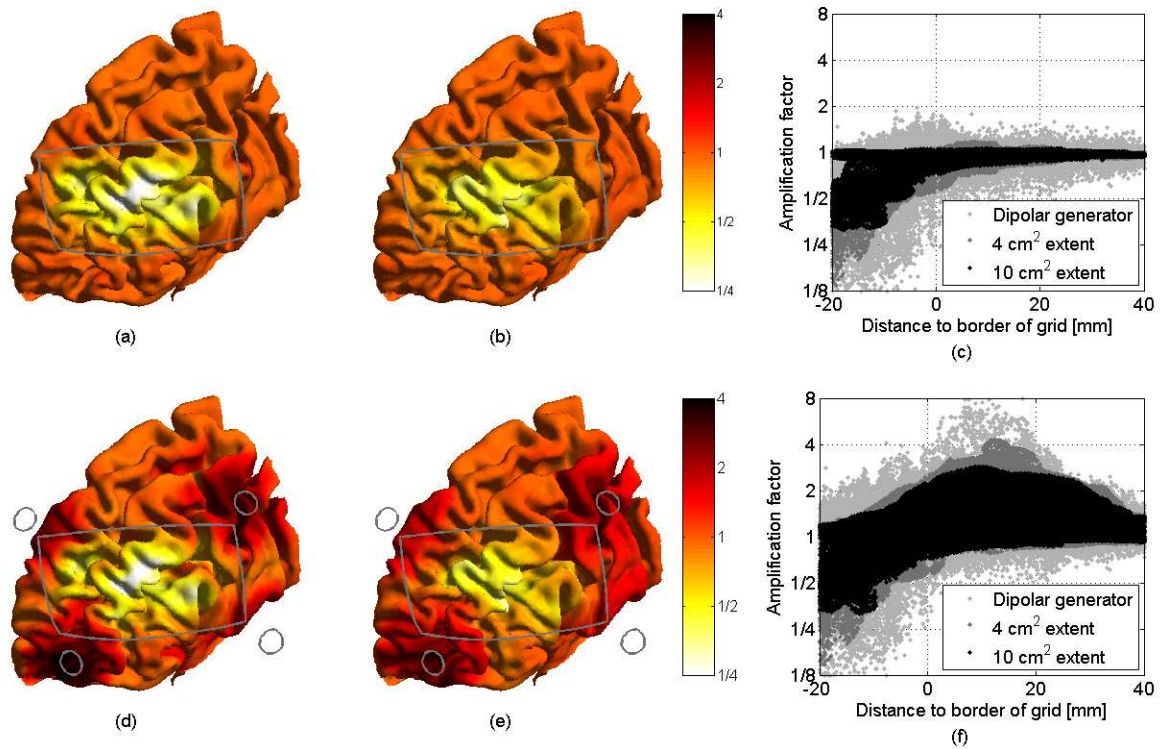 4
2
1
1/2
1/4
(a)
(b)
8
4
2
1
1/2
1/4
1/8
Amplification factor
Dipolar generator
4 cm² extent
10 cm² extent
-20
0
20
40
Distance to border of grid [mm]
(c)
4
2
1
1/2
1/4
(d)
(e)
8
4
2
1
1/2
1/4
1/8
Amplification factor
Dipolar generator
4 cm² extent
10 cm² extent
-20
0
20
40
Distance to border of grid [mm]
(f)